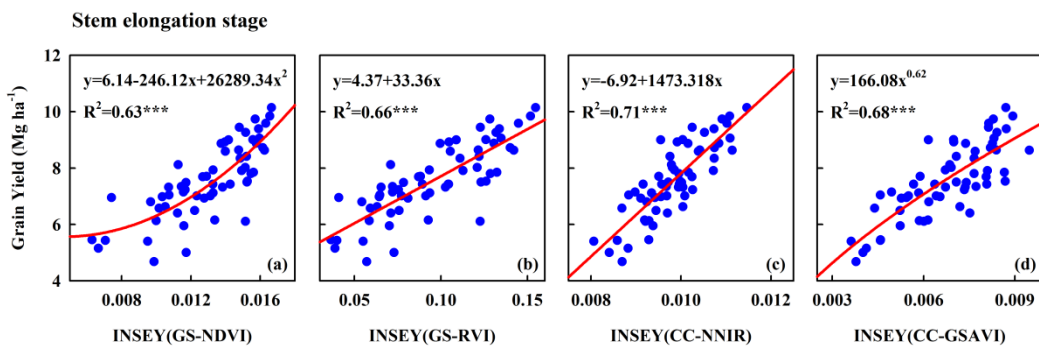 Stem elongation stage
Grain Yield (Mg ha⁻¹)
12
10
8
6
4
y=6.14-246.12x+26289.34x²
R²=0.63***
(a)
0.008
0.012
0.016
INSEY(GS-NDVI)
y=4.37+33.36x
R²=0.66***
(b)
0.05
0.10
0.15
INSEY(GS-RVI)
y=-6.92+1473.318x
R²=0.71***
(c)
0.008
0.010
0.012
INSEY(CC-NNIR)
y=166.08x⁰·⁶²
R²=0.68***
(d)
0.003
0.006
0.009
INSEY(CC-GSAVI)